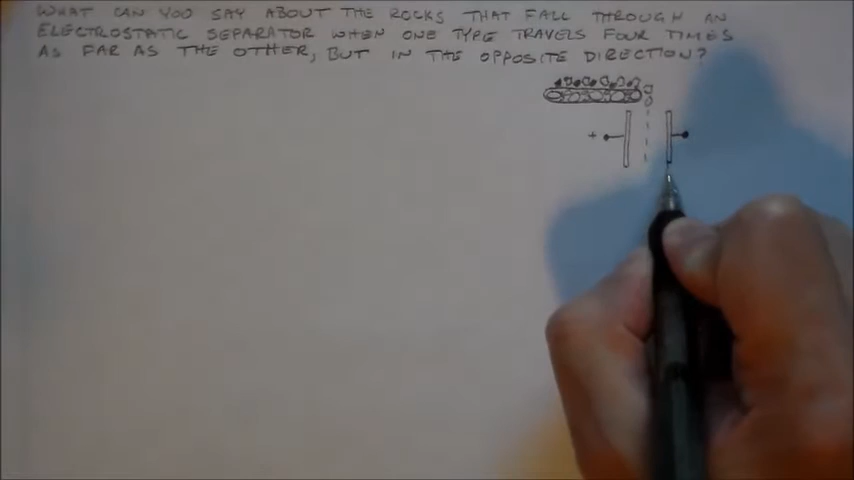 WHAT CAN YOU SAY ABOUT THE ROCKS THAT FALL THROUGH AN
ELECTROSTATIC SEPARATOR WHEN ONE TYPE TRAVELS FOUR TIMES
AS FAR AS THE OTHER, BUT IN THE OPPOSITE DIRECTION?
+